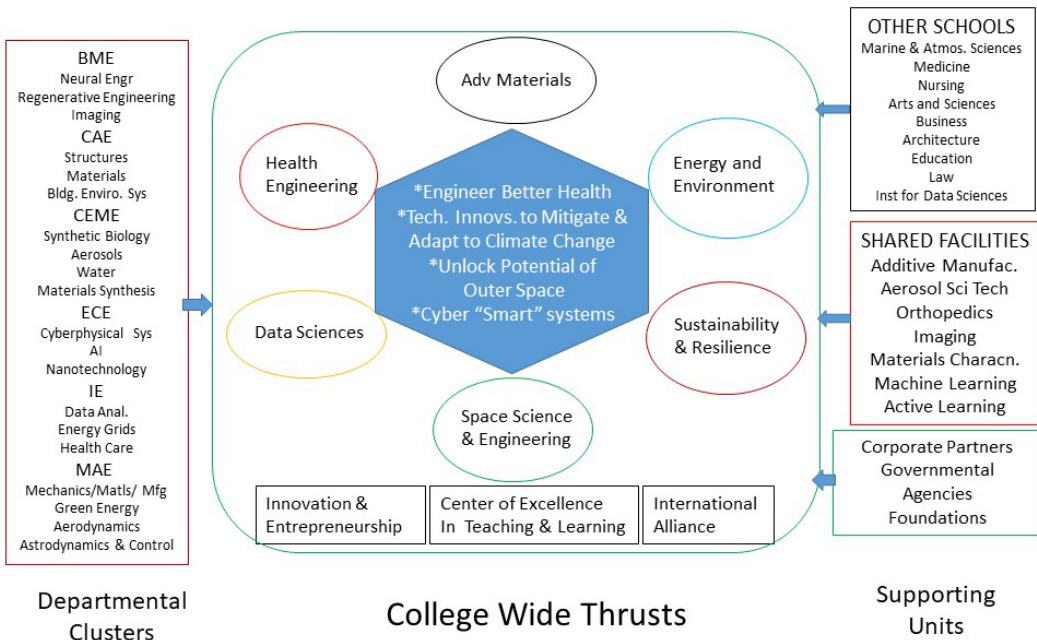 BME
Neural Engr
Regenerative Engineering
Imaging
CAE
Structures
Materials
Bldg. Enviro. Sys
CEME
Synthetic Biology
Aerosols
Water
Materials Synthesis
ECE
Cyberphysical Sys
AI
Nanotechnology
IE
Data Anal.
Energy Grids
Health Care
MAE
Mechanics/Matls/ Mfg
Green Energy
Aerodynamics
Astrodynamics & Control
Departmental
Clusters
Adv Materials
Health
Engineering
Energy and
Environment
*Engineer Better Health
*Tech. Innovs. to Mitigate &
Adapt to Climate Change
*Unlock Potential of
Outer Space
*Cyber “Smart” systems
Data Sciences
Sustainability
& Resilience
Space Science
& Engineering
Innovation &
Entrepreneurship
Center of Excellence
In Teaching & Learning
International
Alliance
College Wide Thrusts
OTHER SCHOOLS
Marine & Atmos. Sciences
Medicine
Nursing
Arts and Sciences
Business
Architecture
Education
Law
Inst for Data Sciences
SHARED FACILITIES
Additive Manufac.
Aerosol Sci Tech
Orthopedics
Imaging
Materials Characn.
Machine Learning
Active Learning
Corporate Partners
Governmental
Agencies
Foundations
Supporting
Units